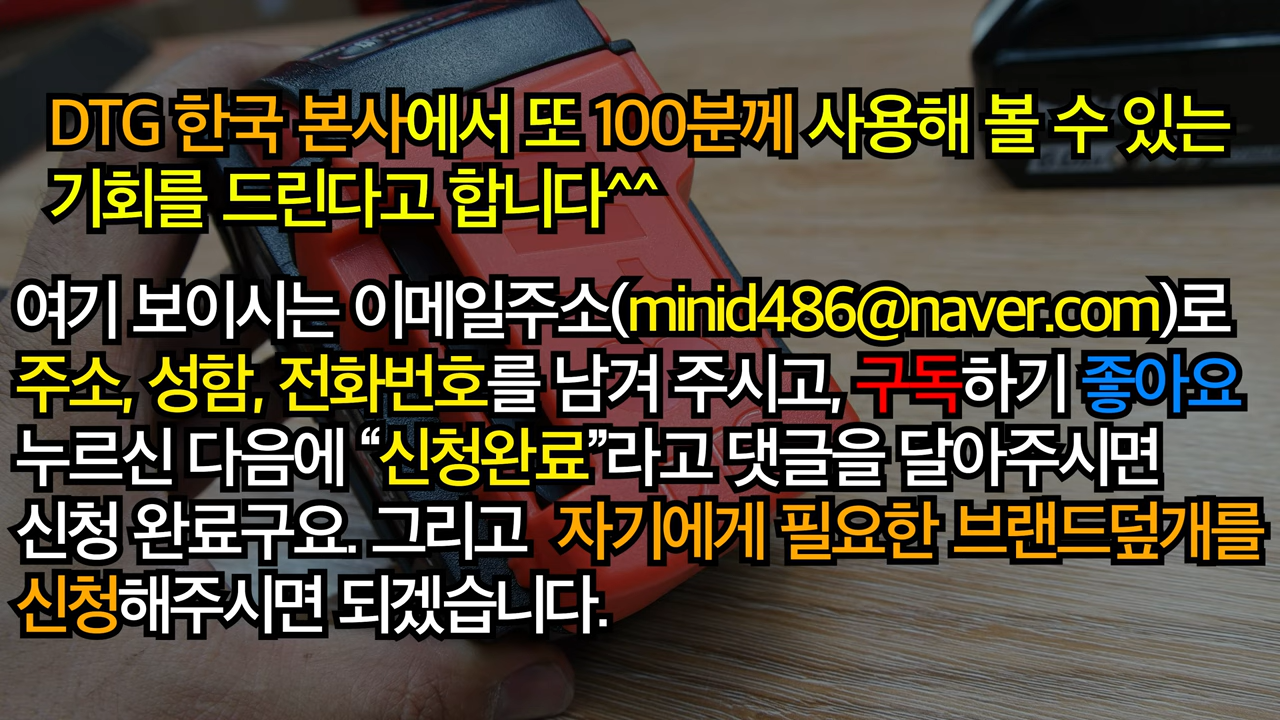 DTG 한국 본사에서 또 100분께 사용해 볼 수 있는
기회를 드린다고 합니다^^
여기 보이시는 이메일주소(minid486@naver.com)로
주소, 성함, 전화번호를 남겨 주시고, 구독하기 좋아요
누르신 다음에 “신청완료”라고 댓글을 달아주시면
신청 완료구요. 그리고 자기에게 필요한 브랜드덮개를
신청해주시면 되겠습니다.